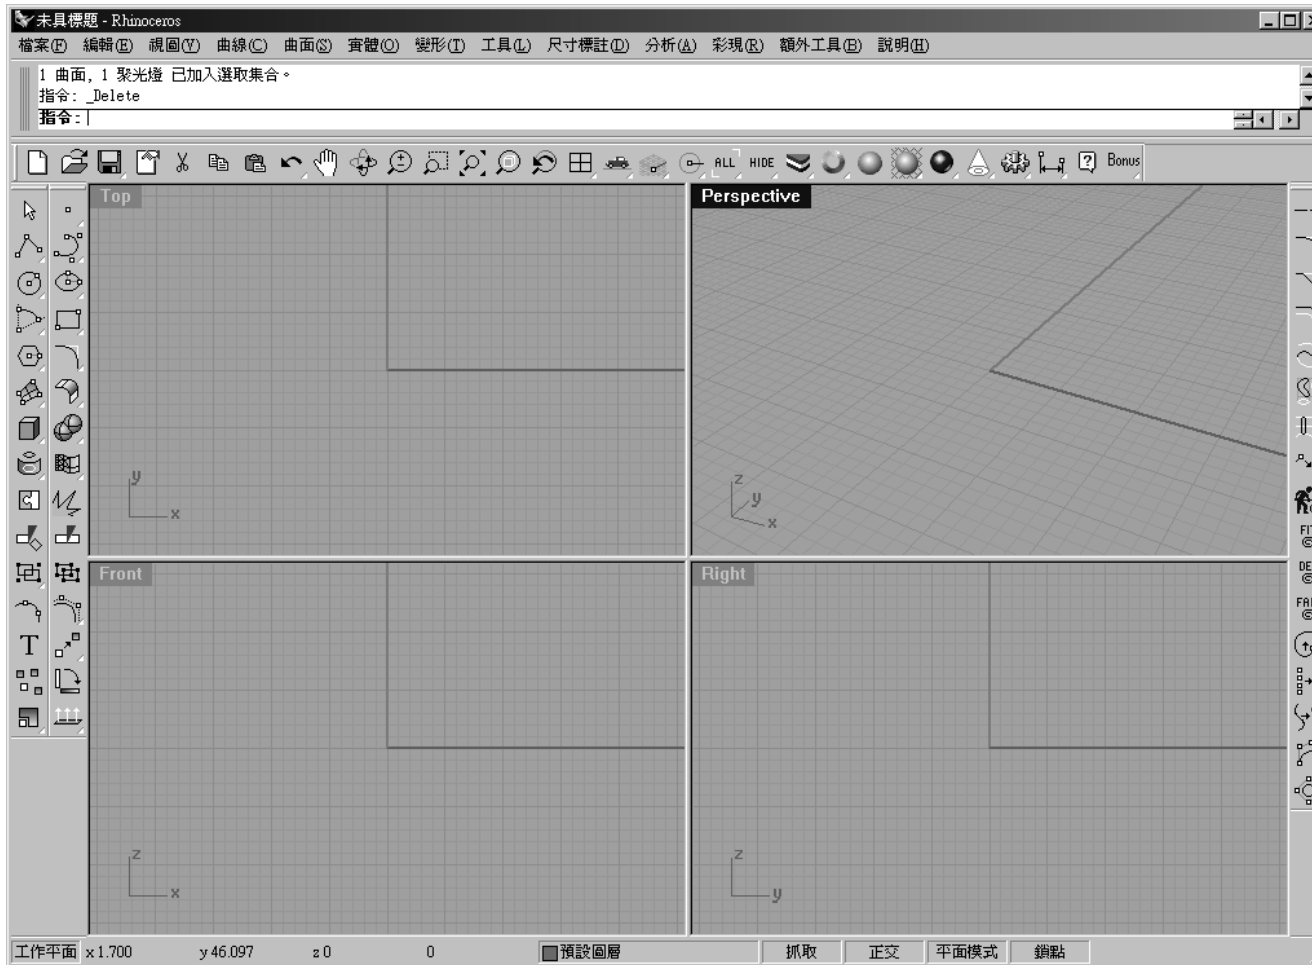 未具標題 - Rhinoceros
檔案(F) 編輯(E) 視圖(V) 曲線(C) 曲面(S) 實體(O) 變形(T) 工具(L) 尺寸標註(D) 分析(A) 彩現(R) 額外工具(B) 說明(H)
1 曲面, 1 聚光燈 已加入選取集合。
指令: _Delete
指令:
ALL HIDE Bonus
Top
Perspective
y
x
z
y
x
Front
Right
T
z
x
z
y
工作平面 x 1.700 y 46.097 z 0 0 預設圖層 抓取 正交 平面模式 鎖點